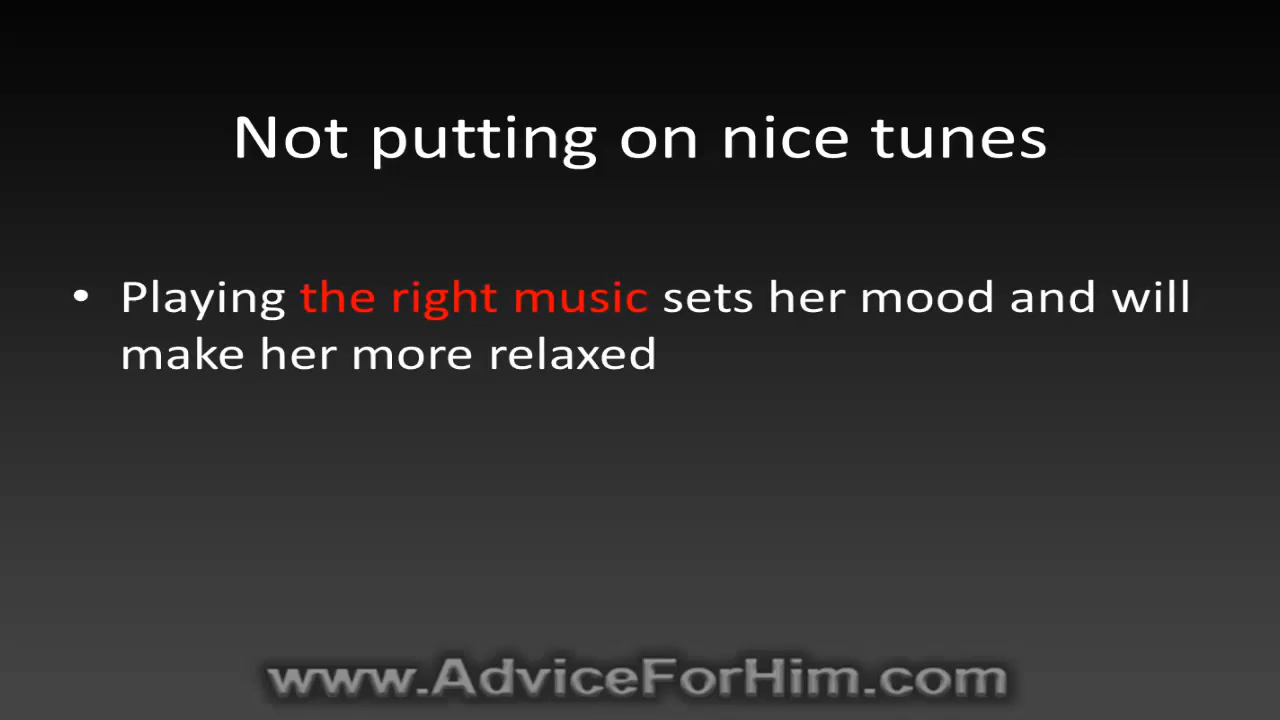 Not putting on nice tunes
• Playing the right music sets her mood and will
make her more relaxed
www.AdviceForHim.com